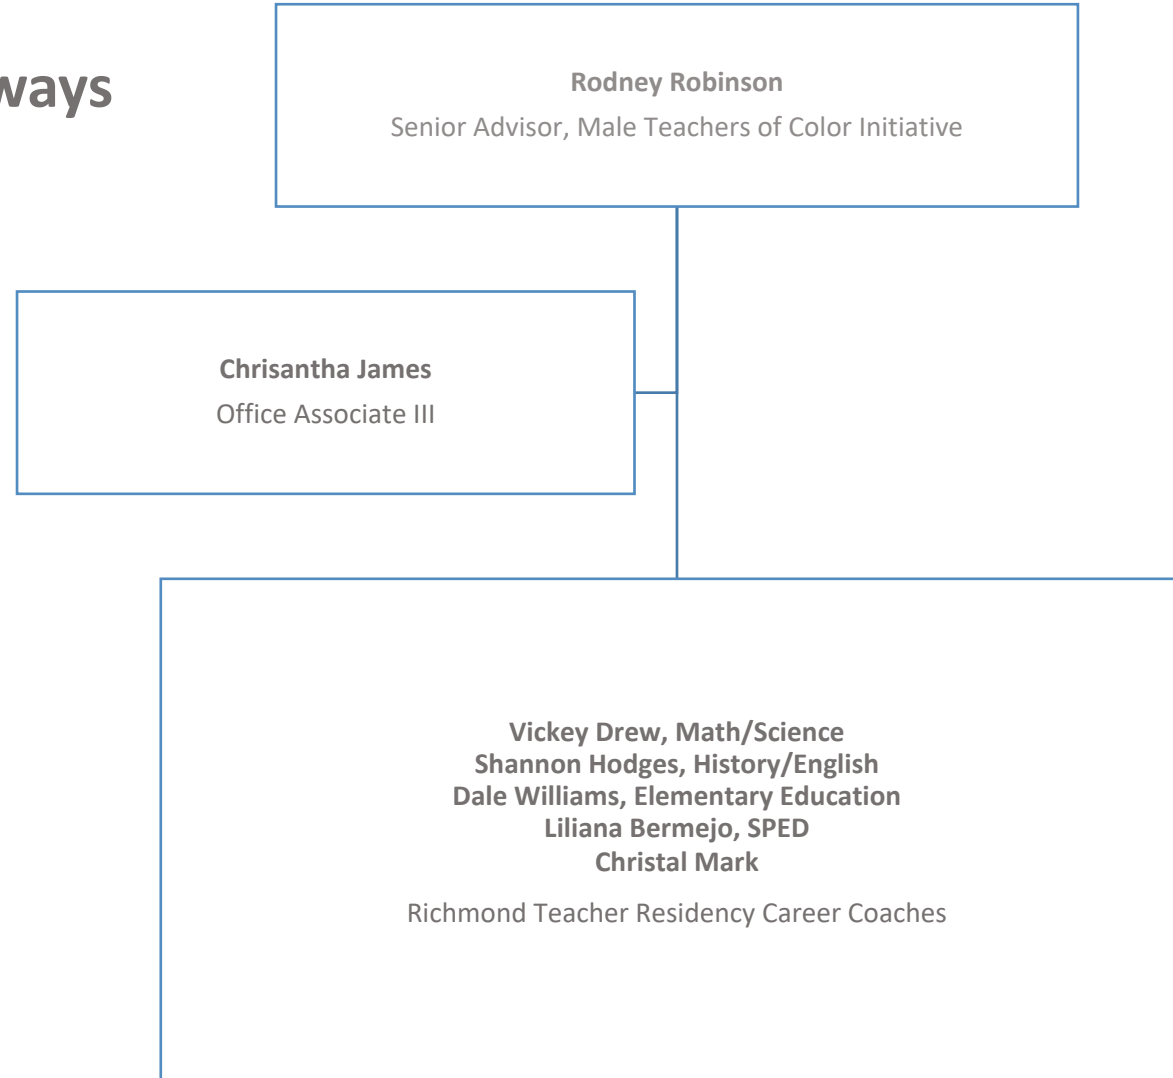 ways
Rodney Robinson
Senior Advisor, Male Teachers of Color Initiative
Chrisantha James
Office Associate III
Vickey Drew, Math/Science
Shannon Hodges, History/English
Dale Williams, Elementary Education
Liliana Bermejo, SPED
Christal Mark
Richmond Teacher Residency Career Coaches